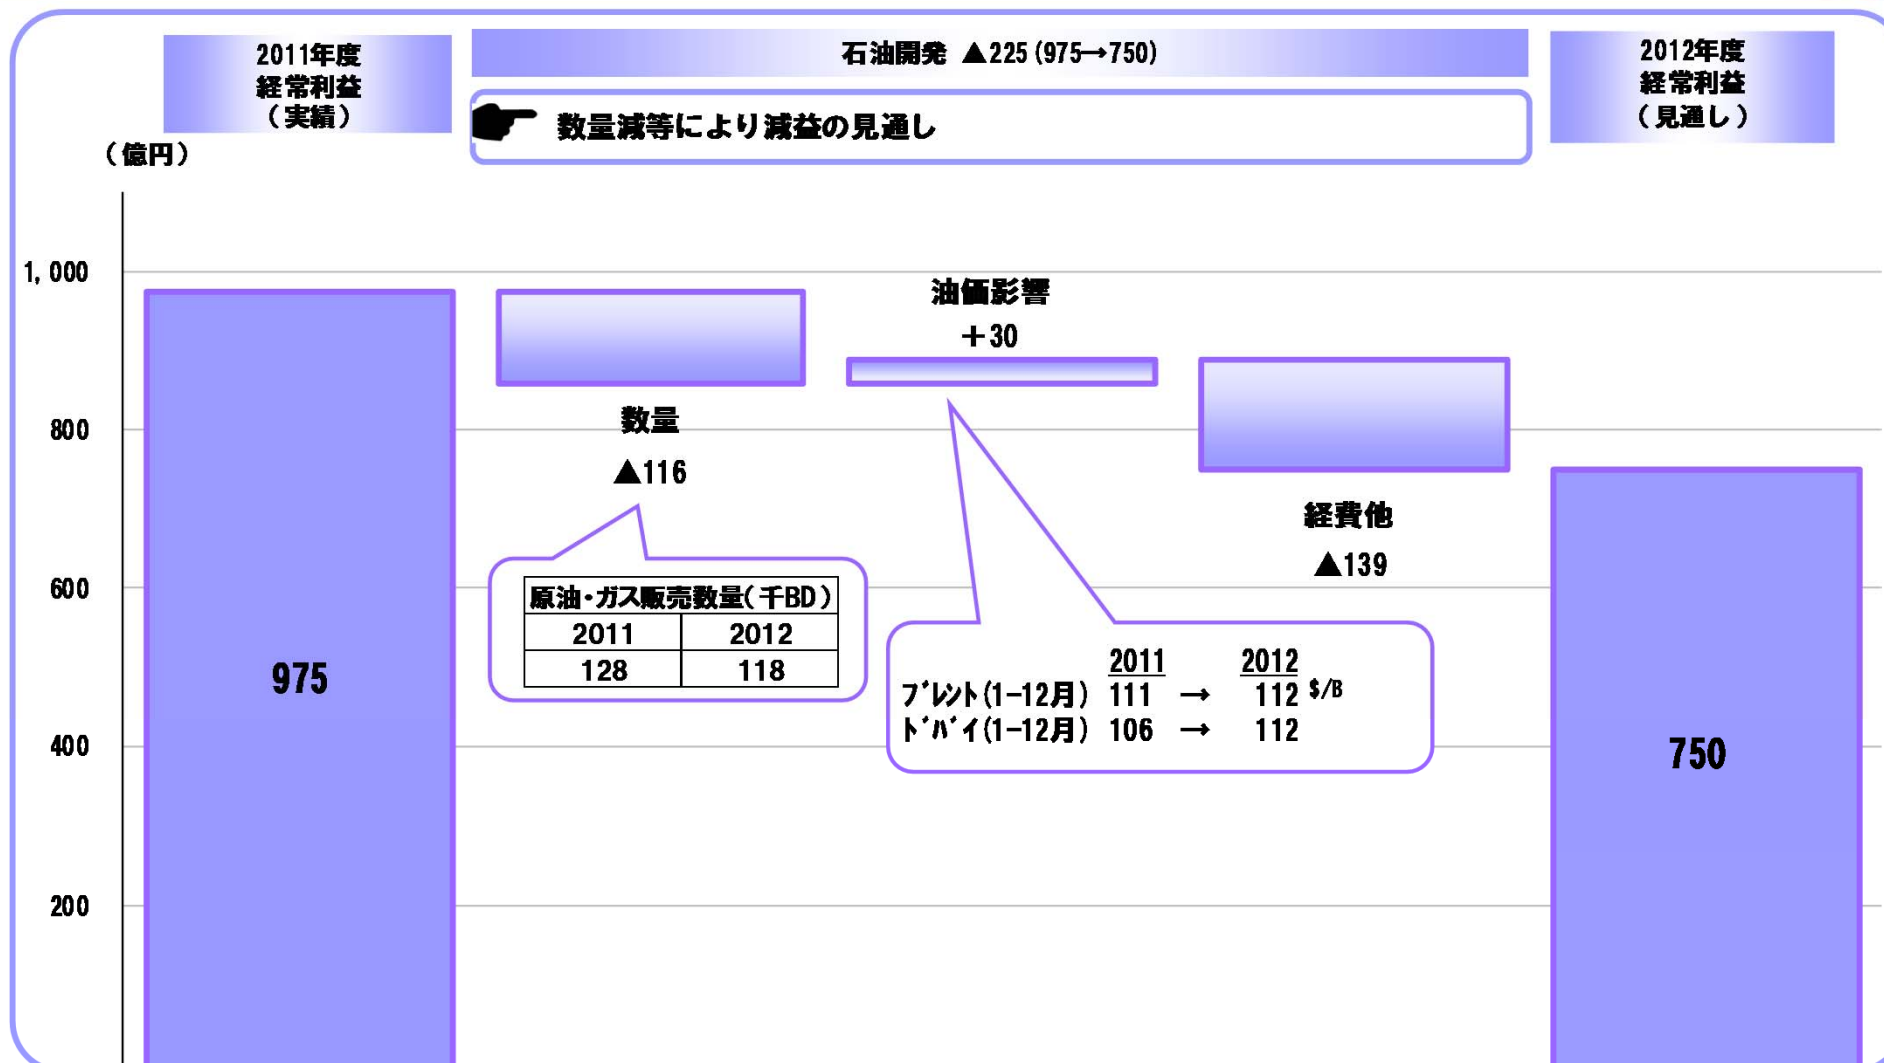 2011年度
経常利益
（実績）
石油開発 ▲225 (975→750)
数量減等により減益の見通し
2012年度
経常利益
（見通し）
（億円）
1,000
800
600
400
200
975
数量
▲116
原油・ガス販売数量(千BD)
2011 2012
128 118
油価影響
＋30
2011 2012
ﾌﾞﾚﾝﾄ(1-12月) 111 → 112 $/B
ﾄﾞﾊﾞｲ(1-12月) 106 → 112
経費他
▲139
750